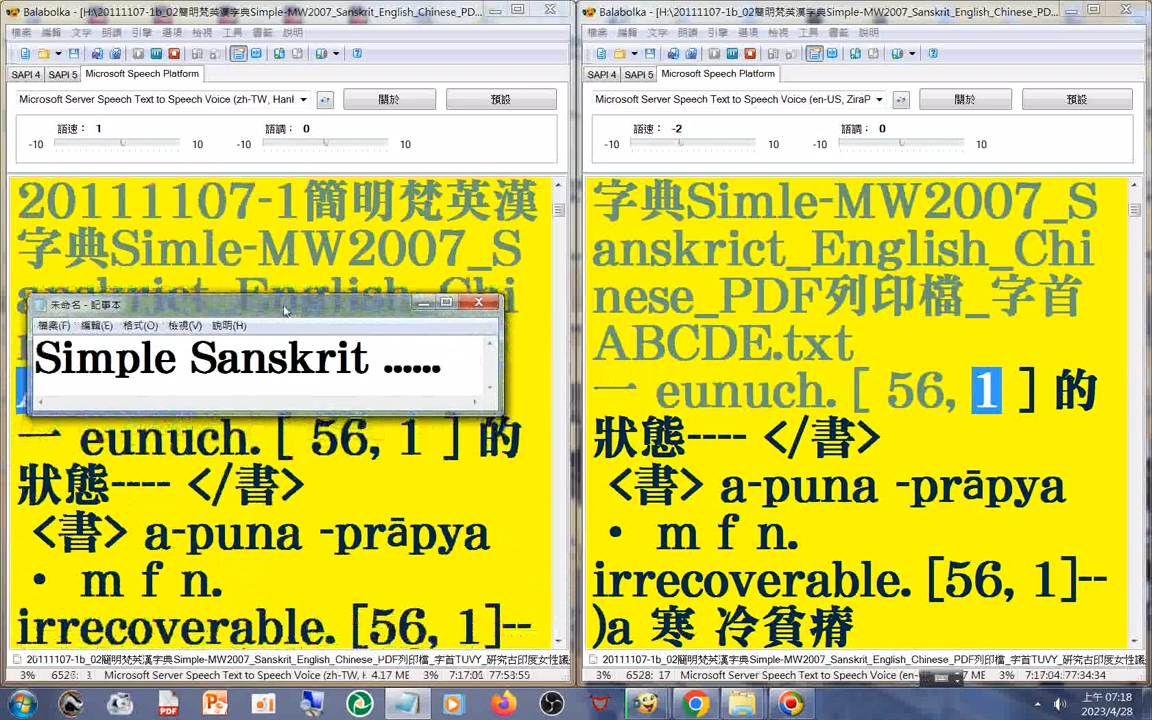 Balabolka - [H:\20111107-1b_02簡明梵英漢字典Simple-MW2007_Sanskrit_English_Chinese_PD...
檔案 編輯 文字 朗讀 引擎 選項 檢視 工具 書籤 說明
SAPI 4 SAPI 5 Microsoft Speech Platform
Microsoft Server Speech Text to Speech Voice (zh-TW, Hanl
關於
預設
語速： 1
語調： 0
-10 10 -10 10
20111107-1簡明梵英漢
字典Simle-MW2007_S
anskrict_English_Chi
未命名 - 記事本
檔案(F) 編輯(E) 格式(O) 檢視(V) 說明(H)
Simple Sanskrit ......
一 eunuch. [ 56, 1 ] 的
狀態---- </書>
<書> a-puna -prāpya
• m f n.
irrecoverable. [56, 1]--
20111107-1b_02簡明梵英漢字典Simple-MW2007_Sanskrit_English_Chinese_PDF列印檔_字首TUVY_研究古印度女性議
3% Microsoft Server Speech Text to Speech Voice (zh-TW, H 4.17 ME 3% 7:17:01 77:53:55
Balabolka - [H:\20111107-1b_02簡明梵英漢字典Simple-MW2007_Sanskrit_English_Chinese_PD...
檔案 編輯 文字 朗讀 引擎 選項 檢視 工具 書籤 說明
SAPI 4 SAPI 5 Microsoft Speech Platform
Microsoft Server Speech Text to Speech Voice (en-US, ZiraP
關於
預設
語速： -2
語調： 0
-10 10 -10 10
字典Simle-MW2007_S
anskrict_English_Chi
nese_PDF列印檔_字首
ABCDE.txt
一 eunuch. [ 56, 1 ] 的
狀態---- </書>
<書> a-puna -prāpya
• m f n.
irrecoverable. [56, 1]--
)a 寒 冷貧瘠
20111107-1b_02簡明梵英漢字典Simple-MW2007_Sanskrit_English_Chinese_PDF列印檔_字首TUVY_研究古印度女性議
3% 6528: 17 Microsoft Server Speech Text to Speech Voice (en-US, ME 3% 7:17:04 77:34:34
上午 07:18
2023/4/28